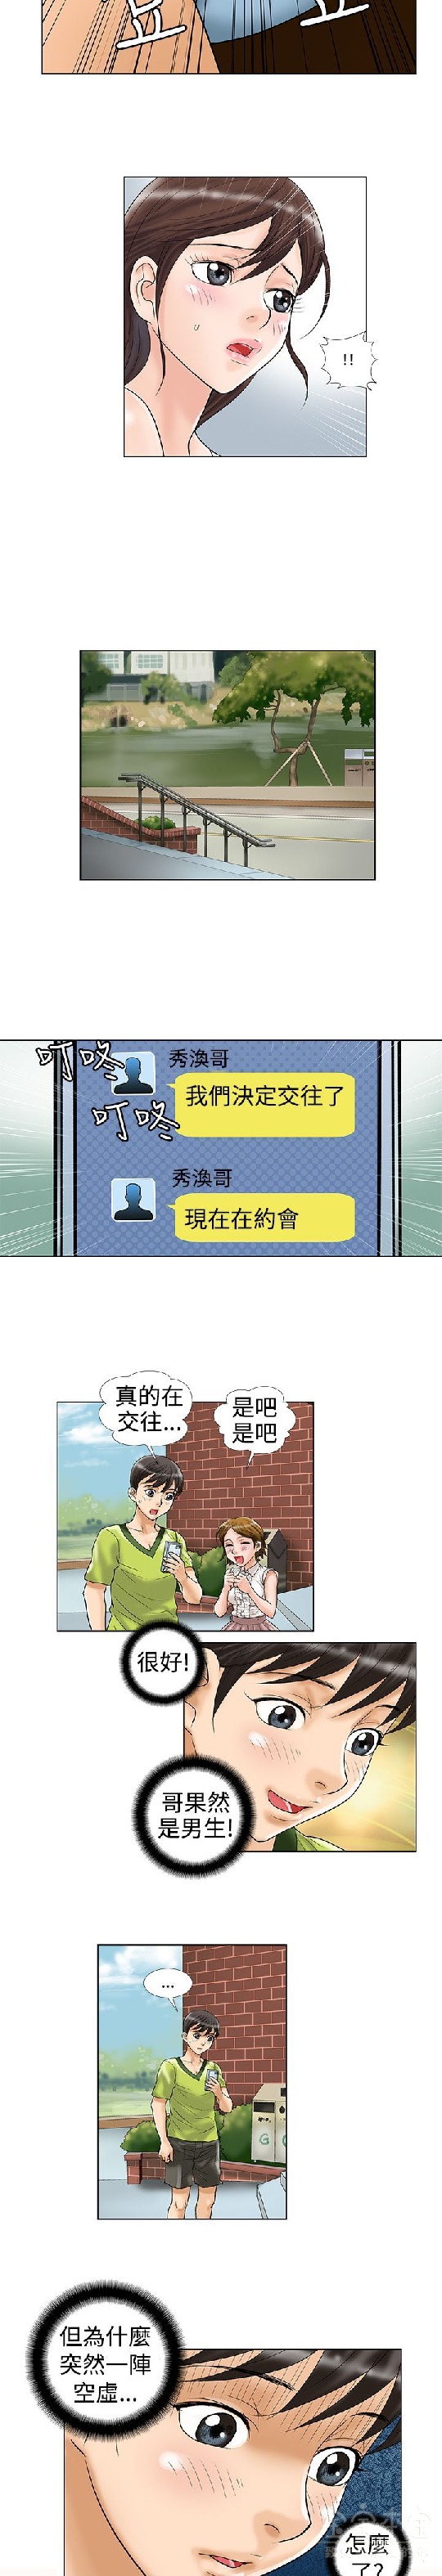 !!
叮咚
秀渙哥
我們決定交往了
叮咚
秀渙哥
現在在約會
真的在
交往...
是吧
是吧
很好!
哥果然
是男生!
...
但為什麼
突然一陣
空虛...
怎麼
了?